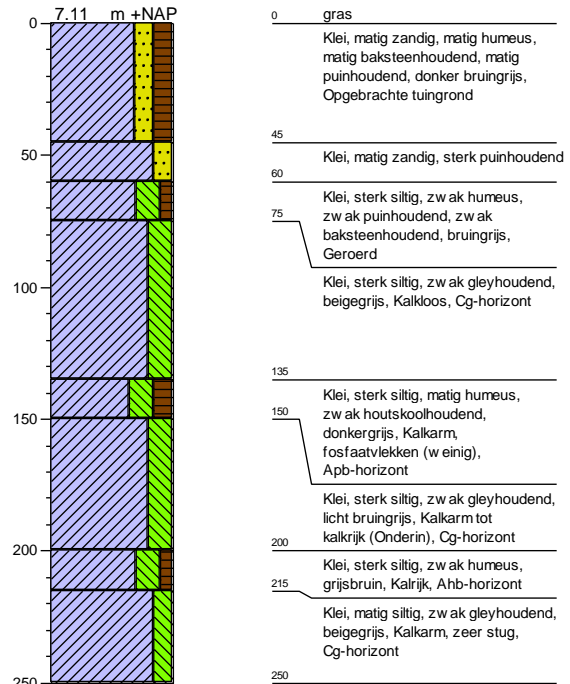 7.11 m +NAP
0
50
100
150
200
250
0 gras
Klei, matig zandig, matig humeus,
matig baksteenhoudend, matig
puinhoudend, donker bruingrijs,
Opgebrachte tuingrond
45
Klei, matig zandig, sterk puinhoudend
60
Klei, sterk siltig, zwak humeus,
zwak puinhoudend, zwak
baksteenhoudend, bruingrijs,
Geroerd
75
Klei, sterk siltig, zwak gleyhoudend,
beigegrijs, Kalkloos, Cg-horizont
135
Klei, sterk siltig, matig humeus,
zwak houtskoolhoudend,
donkergrijs, Kalkarm,
fosfaatvlekken (weinig),
Apb-horizont
150
Klei, sterk siltig, zwak gleyhoudend,
licht bruingrijs, Kalkarm tot
kalkrijk (Onderin), Cg-horizont
200
Klei, sterk siltig, zwak humeus,
grijsbruin, Kalrijk, Ahb-horizont
215
Klei, matig siltig, zwak gleyhoudend,
beigegrijs, Kalkarm, zeer stug,
Cg-horizont
250